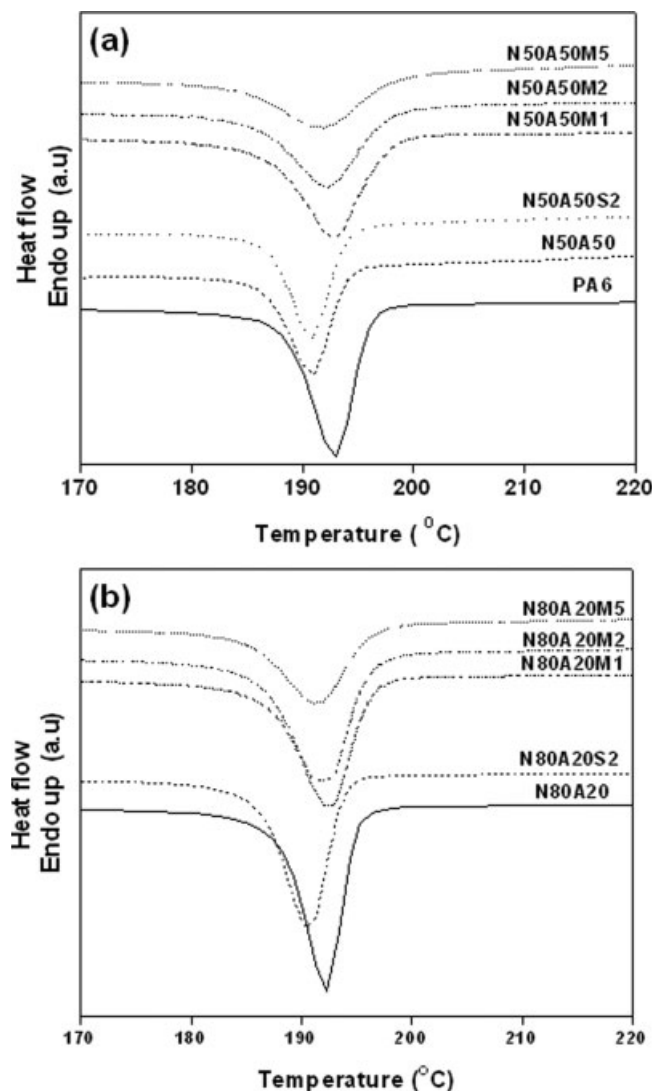 (a)
N50A50M5
N50A50M2
N50A50M1
N50A50S2
N50A50
PA6
Heat flow
Endo up (a.u)
170 180 190 200 210 220
Temperature ( °C)
(b)
N80A20M5
N80A20M2
N80A20M1
N80A20S2
N80A20
Heat flow
Endo up (a.u)
170 180 190 200 210 220
Temperature (°C)